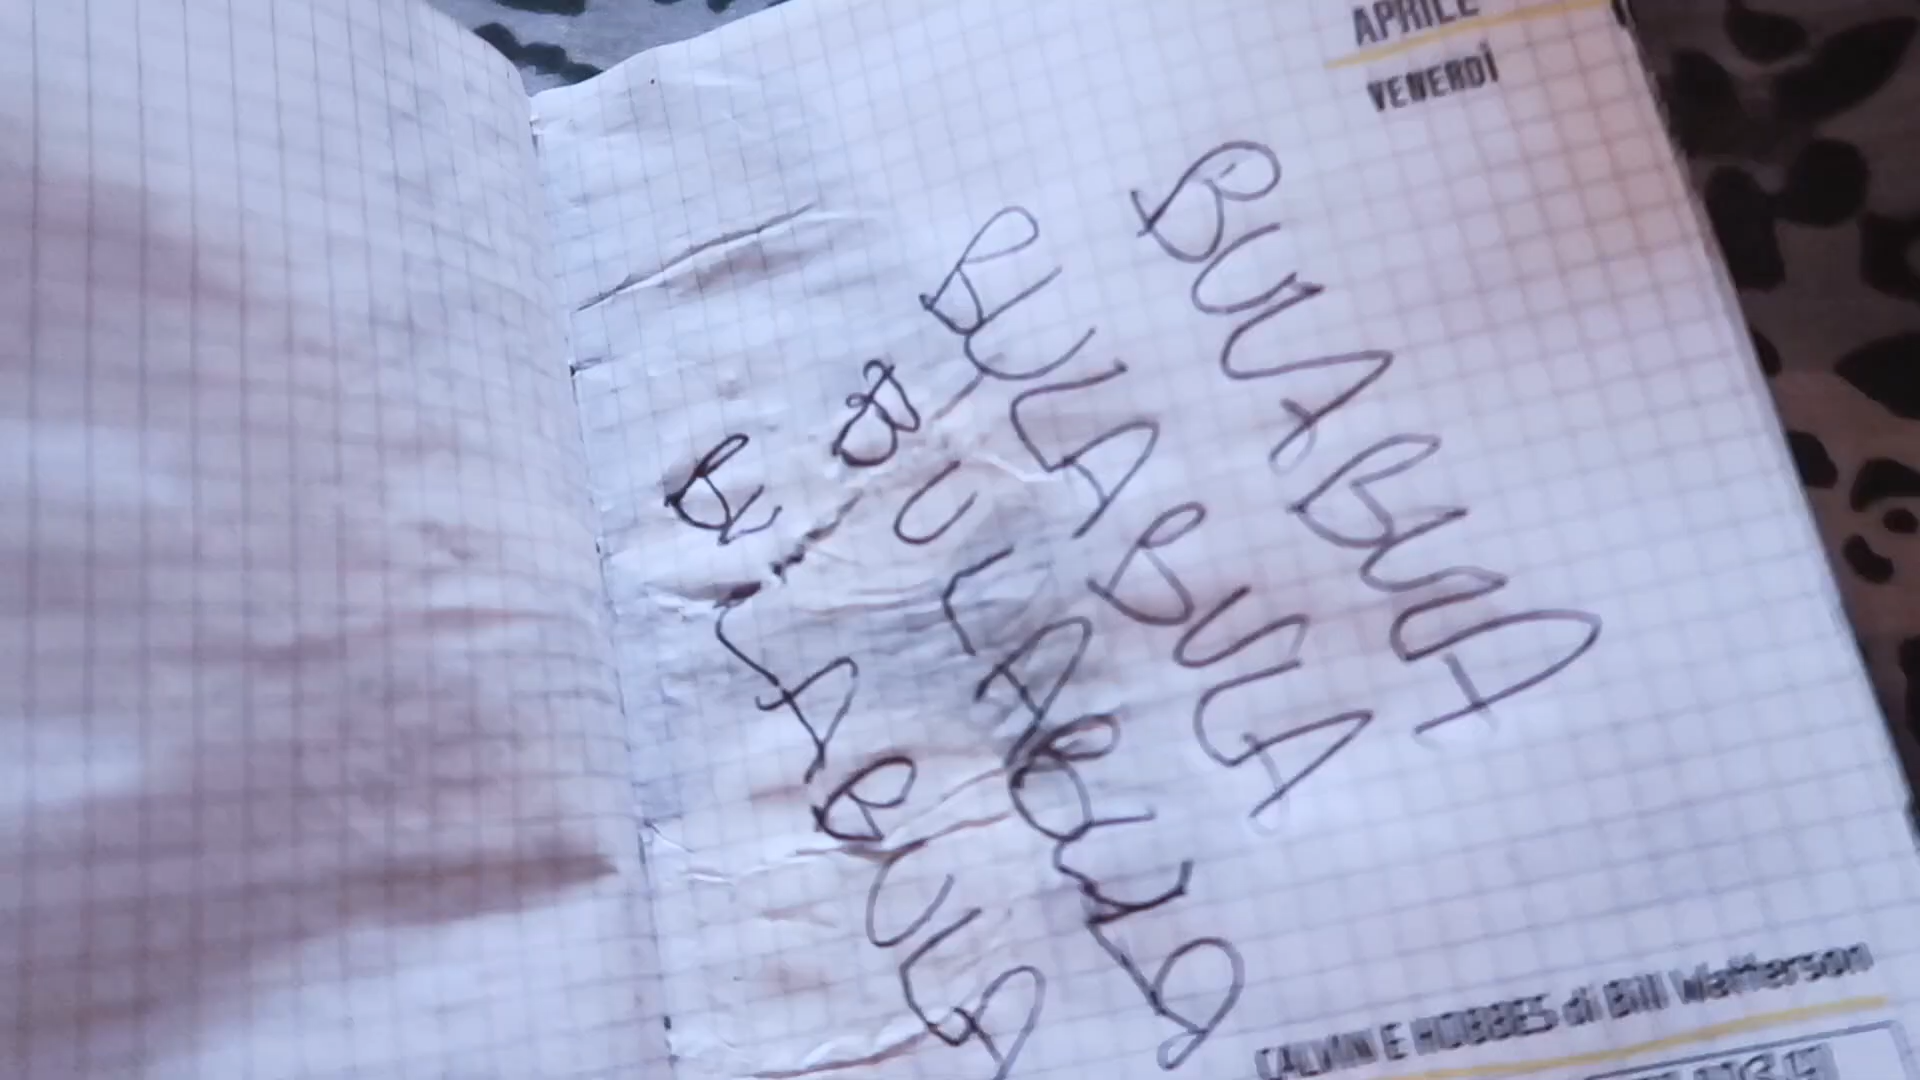 APRILE
VENERDÌ
BULABULA
BULABULA
BULABULA
BULABULA
CALVIN E HOBBES di Bill Watterson